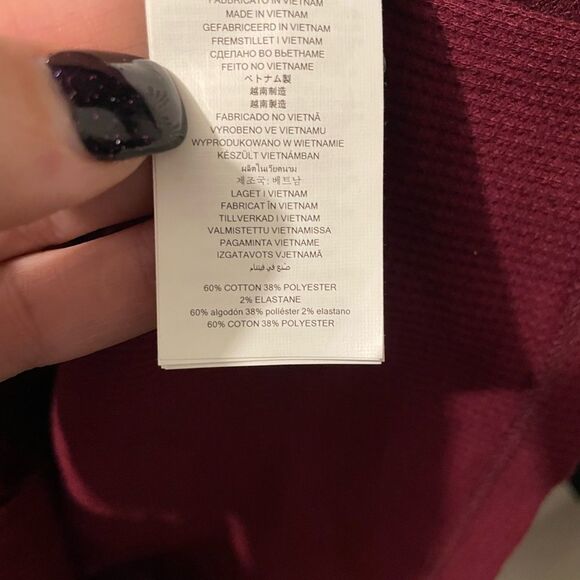 FABBRICATO IN VIETNAM
MADE IN VIETNAM
GEFABRICEERD IN VIETNAM
FREMSTILLET I VIETNAM
СДЕЛАНО ВО ВЬЕТНАМЕ
FEITO NO VIETNAME
ベトナム製
越南制造
越南製造
FABRICADO NO VIETNÃ
VYROBENO VE VIETNAMU
WYPRODUKOWANO W WIETNAMIE
KÉSZÜLT VIETNÁMBAN
ผลิตในเวียดนาม
제조국: 베트남
LAGET I VIETNAM
FABRICAT ÎN VIETNAM
TILLVERKAD I VIETNAM
VALMISTETTU VIETNAMISSA
PAGAMINTA VIETNAME
IZGATAVOTS VJETNAMĀ
صنع في فيتنام
60% COTTON 38% POLYESTER
2% ELASTANE
60% algodón 38% poliéster 2% elastano
60% COTON 38% POLYESTER